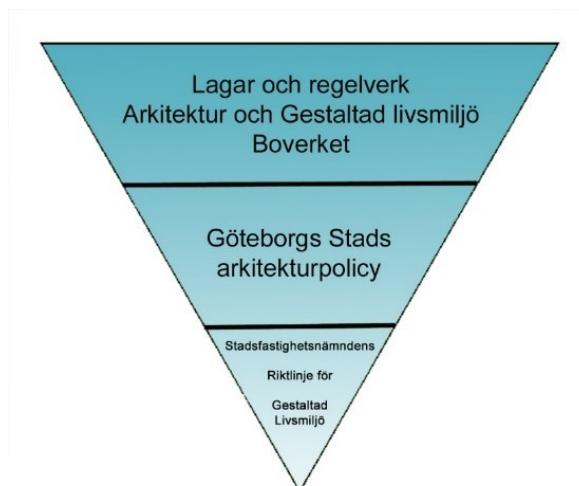 Lagar och regelverk
Arkitektur och Gestaltad livsmiljö
Boverket
Göteborgs Stads
arkitekturpolicy
Stadsfastighetsnämndens
Riktlinje för
Gestaltad
Livsmiljö